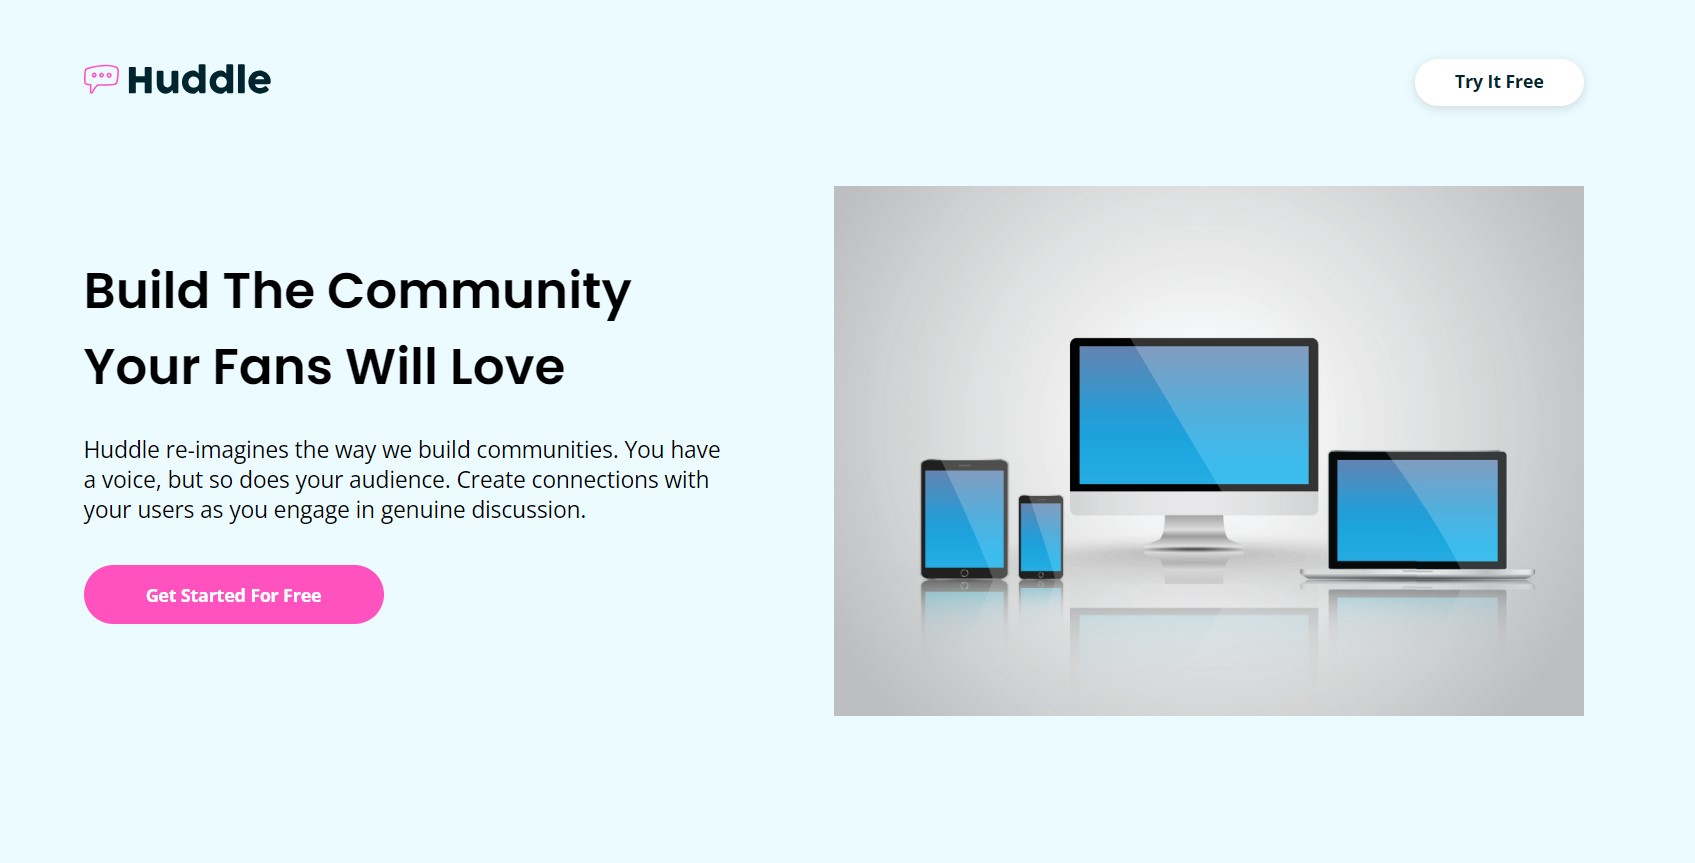 Huddle
Try It Free
Build The Community
Your Fans Will Love
Huddle re-imagines the way we build communities. You have
a voice, but so does your audience. Create connections with
your users as you engage in genuine discussion.
Get Started For Free